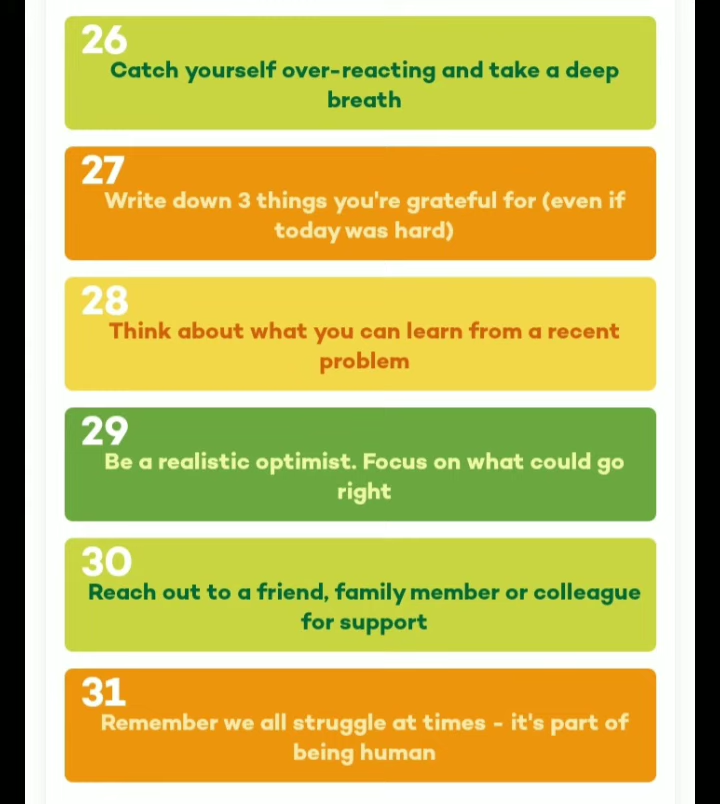 26
Catch yourself over-reacting and take a deep
breath
27
Write down 3 things you're grateful for (even if
today was hard)
28
Think about what you can learn from a recent
problem
29
Be a realistic optimist. Focus on what could go
right
30
Reach out to a friend, family member or colleague
for support
31
Remember we all struggle at times - it's part of
being human